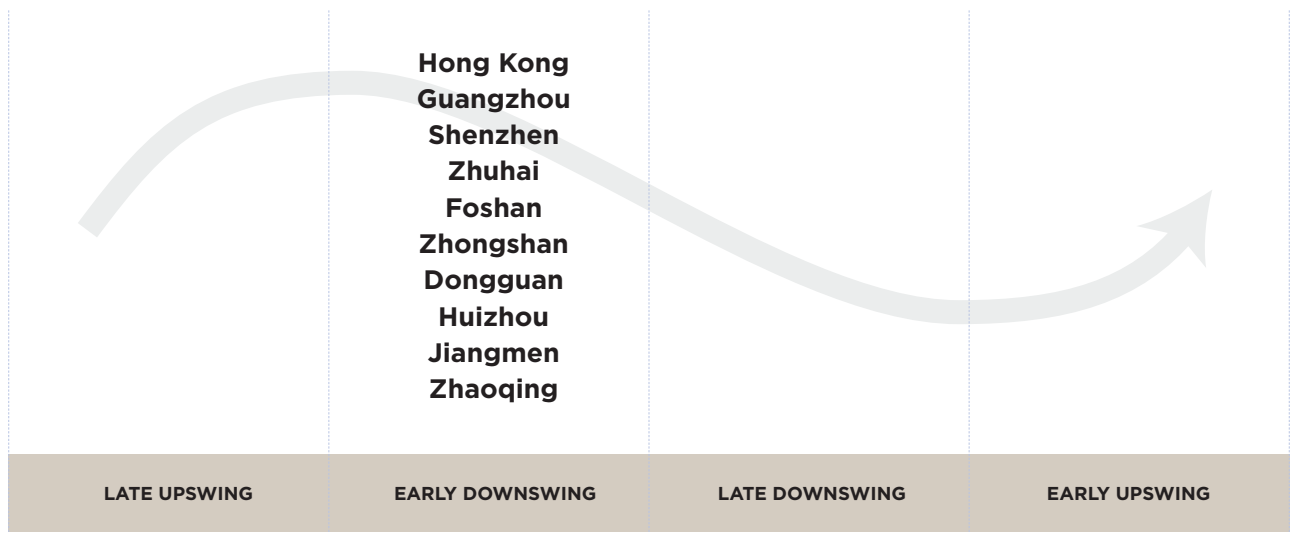 Hong Kong
Guangzhou
Shenzhen
Zhuhai
Foshan
Zhongshan
Dongguan
Huizhou
Jiangmen
Zhaoqing
LATE UPSWING
EARLY DOWNSWING
LATE DOWNSWING
EARLY UPSWING